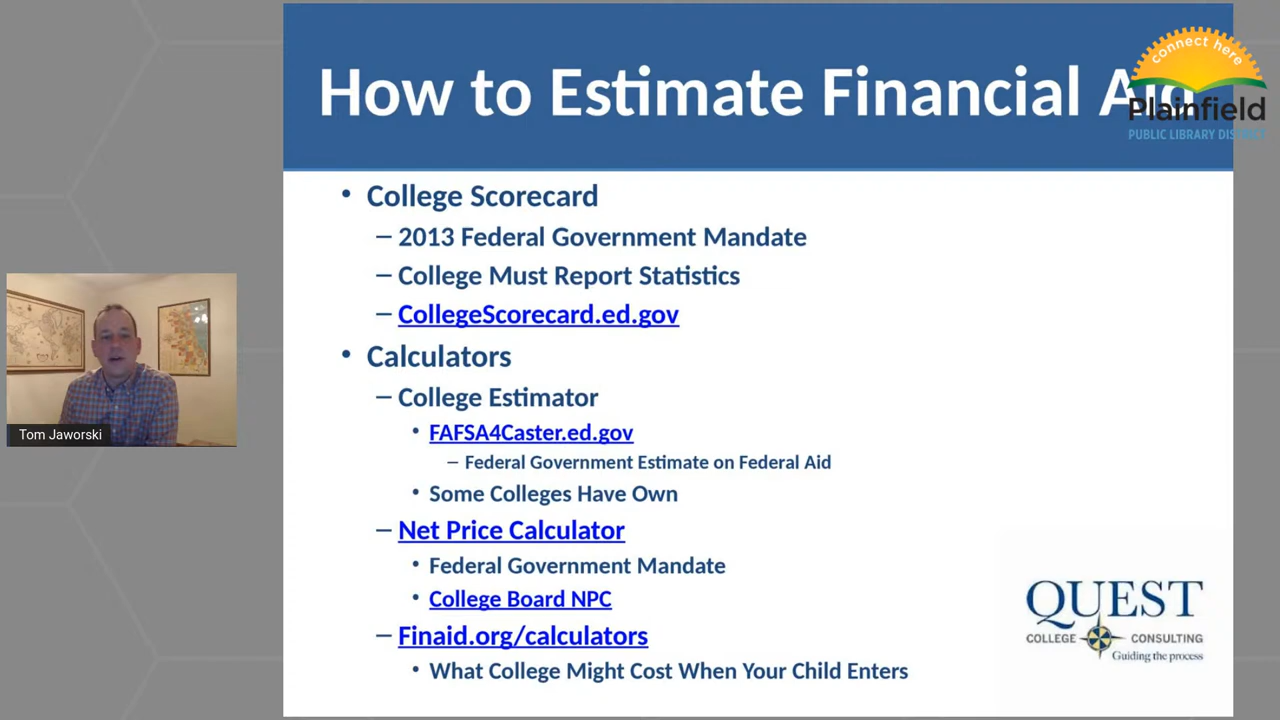 How to Estimate Financial Aid
connect here
Plainfield
PUBLIC LIBRARY DISTRICT
• College Scorecard
– 2013 Federal Government Mandate
– College Must Report Statistics
– CollegeScorecard.ed.gov
• Calculators
– College Estimator
• FAFSA4Caster.ed.gov
– Federal Government Estimate on Federal Aid
• Some Colleges Have Own
– Net Price Calculator
• Federal Government Mandate
• College Board NPC
– Finaid.org/calculators
• What College Might Cost When Your Child Enters
Tom Jaworski
QUEST
COLLEGE CONSULTING
Guiding the process